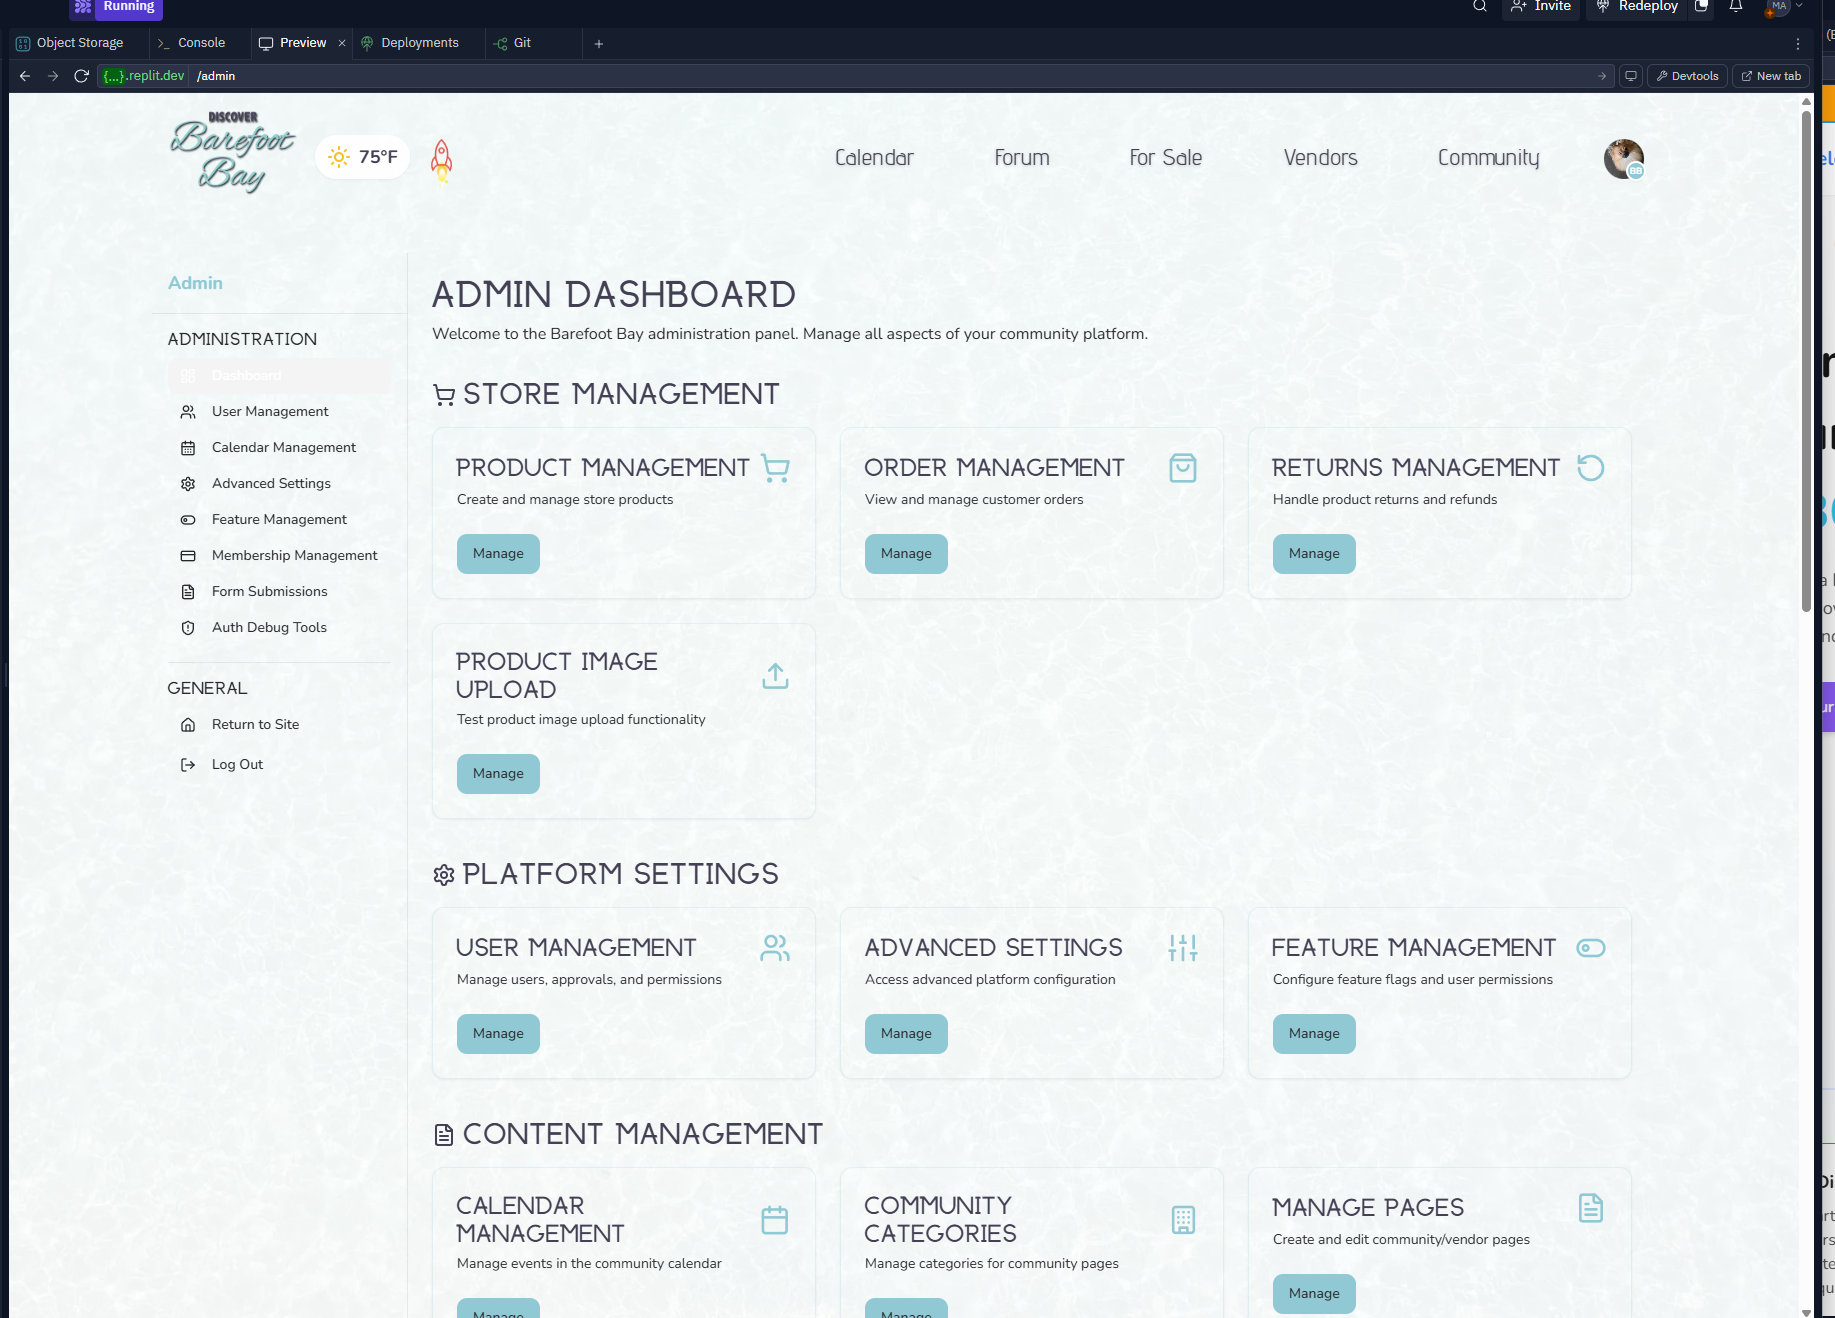 Running
Invite
Redeploy
MA
Object Storage
Console
Preview
Deployments
Git
{...}.replit.dev
/admin
Devtools
New tab
DISCOVER
Barefoot
Bay
75°F
Calendar
Forum
For Sale
Vendors
Community
BB
Admin
ADMINISTRATION
Dashboard
User Management
Calendar Management
Advanced Settings
Feature Management
Membership Management
Form Submissions
Auth Debug Tools
GENERAL
Return to Site
Log Out
ADMIN DASHBOARD
Welcome to the Barefoot Bay administration panel. Manage all aspects of your community platform.
STORE MANAGEMENT
PRODUCT MANAGEMENT
Create and manage store products
Manage
ORDER MANAGEMENT
View and manage customer orders
Manage
RETURNS MANAGEMENT
Handle product returns and refunds
Manage
PRODUCT IMAGE
UPLOAD
Test product image upload functionality
Manage
PLATFORM SETTINGS
USER MANAGEMENT
Manage users, approvals, and permissions
Manage
ADVANCED SETTINGS
Access advanced platform configuration
Manage
FEATURE MANAGEMENT
Configure feature flags and user permissions
Manage
CONTENT MANAGEMENT
CALENDAR
MANAGEMENT
Manage events in the community calendar
Manage
COMMUNITY
CATEGORIES
Manage categories for community pages
Manage
MANAGE PAGES
Create and edit community/vendor pages
Manage